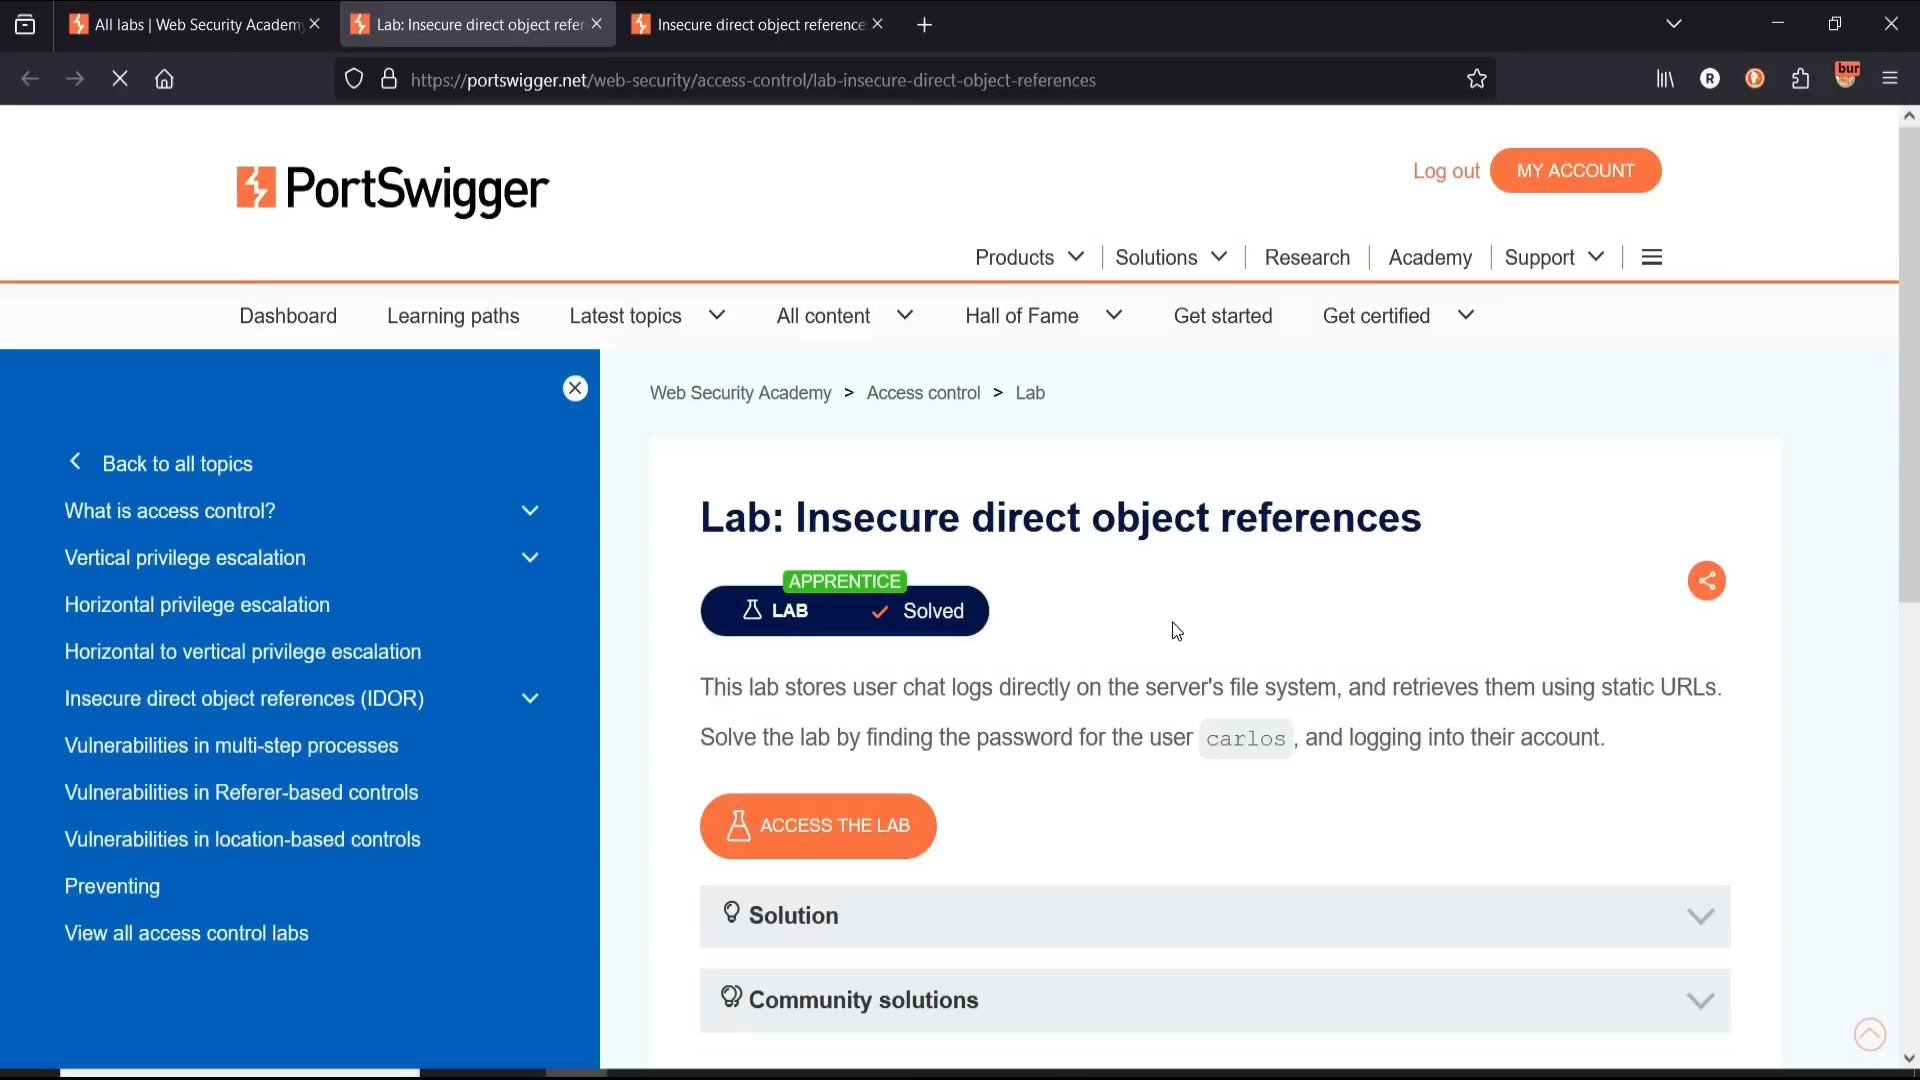 All labs | Web Security Academy
Lab: Insecure direct object refer
Insecure direct object reference
bur
R
https://portswigger.net/web-security/access-control/lab-insecure-direct-object-references
PortSwigger
Log out
MY ACCOUNT
Products
Solutions
Research
Academy
Support
Dashboard
Learning paths
Latest topics
All content
Hall of Fame
Get started
Get certified
Back to all topics
What is access control?
Vertical privilege escalation
Horizontal privilege escalation
Horizontal to vertical privilege escalation
Insecure direct object references (IDOR)
Vulnerabilities in multi-step processes
Vulnerabilities in Referer-based controls
Vulnerabilities in location-based controls
Preventing
View all access control labs
Web Security Academy > Access control > Lab
Lab: Insecure direct object references
APPRENTICE
LAB
Solved
This lab stores user chat logs directly on the server's file system, and retrieves them using static URLs.
Solve the lab by finding the password for the user carlos, and logging into their account.
ACCESS THE LAB
Solution
Community solutions